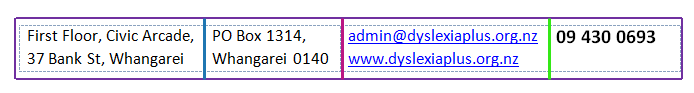 First Floor, Civic Arcade,
37 Bank St, Whangarei
PO Box 1314,
Whangarei 0140
admin@dyslexiaplus.org.nz
www.dyslexiaplus.org.nz
09 430 0693